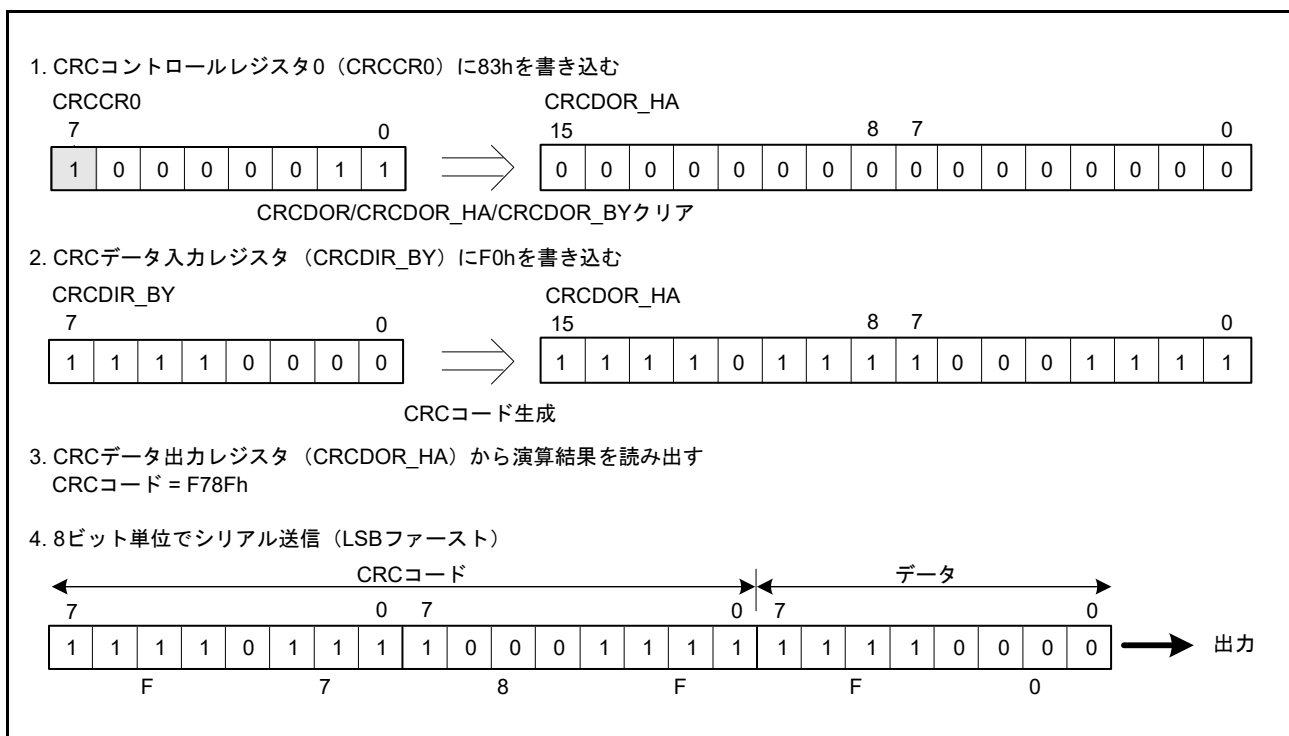 1. CRCコントロールレジスタ0（CRCCR0）に83hを書き込む
CRCCR0 CRCDOR_HA
7 0 15 8 7 0
1 0 0 0 0 0 1 1 0 0 0 0 0 0 0 0 0 0 0 0 0 0 0 0
CRCDOR/CRCDOR_HA/CRCDOR_BYクリア
2. CRCデータ入力レジスタ（CRCDIR_BY）にF0hを書き込む
CRCDIR_BY CRCDOR_HA
7 0 15 8 7 0
1 1 1 1 0 0 0 0 1 1 1 1 0 1 1 1 1 0 0 0 1 1 1 1
CRCコード生成
3. CRCデータ出力レジスタ（CRCDOR_HA）から演算結果を読み出す
CRCコード = F78Fh
4. 8ビット単位でシリアル送信（LSBファースト）
CRCコード データ
7 0 7 0 7 0
1 1 1 1 0 1 1 1 1 0 0 0 1 1 1 1 1 1 1 1 0 0 0 0 出力
F 7 8 F F 0